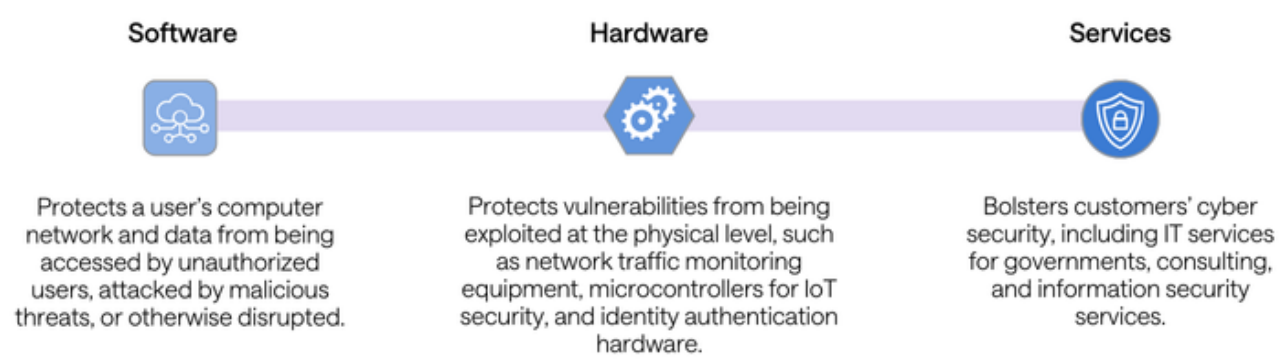 Software
Protects a user's computer
network and data from being
accessed by unauthorized
users, attacked by malicious
threats, or otherwise disrupted.
Hardware
Protects vulnerabilities from being
exploited at the physical level, such
as network traffic monitoring
equipment, microcontrollers for IoT
security, and identity authentication
hardware.
Services
Bolsters customers' cyber
security, including IT services
for governments, consulting,
and information security
services.